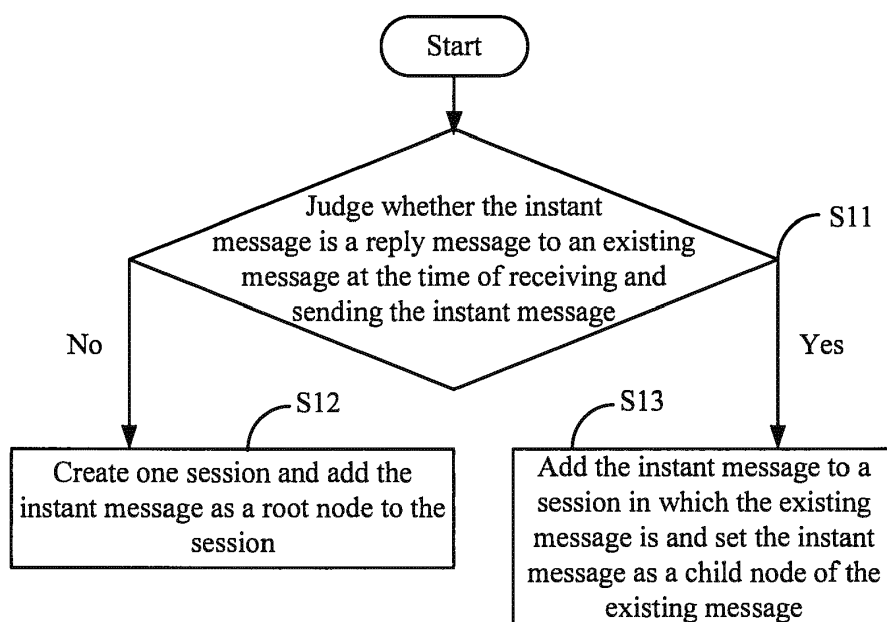 Start
Judge whether the instant
message is a reply message to an existing
message at the time of receiving and
sending the instant message
S11
No
Yes
S12
S13
Create one session and add the
instant message as a root node to the
session
Add the instant message to a
session in which the existing
message is and set the instant
message as a child node of the
existing message